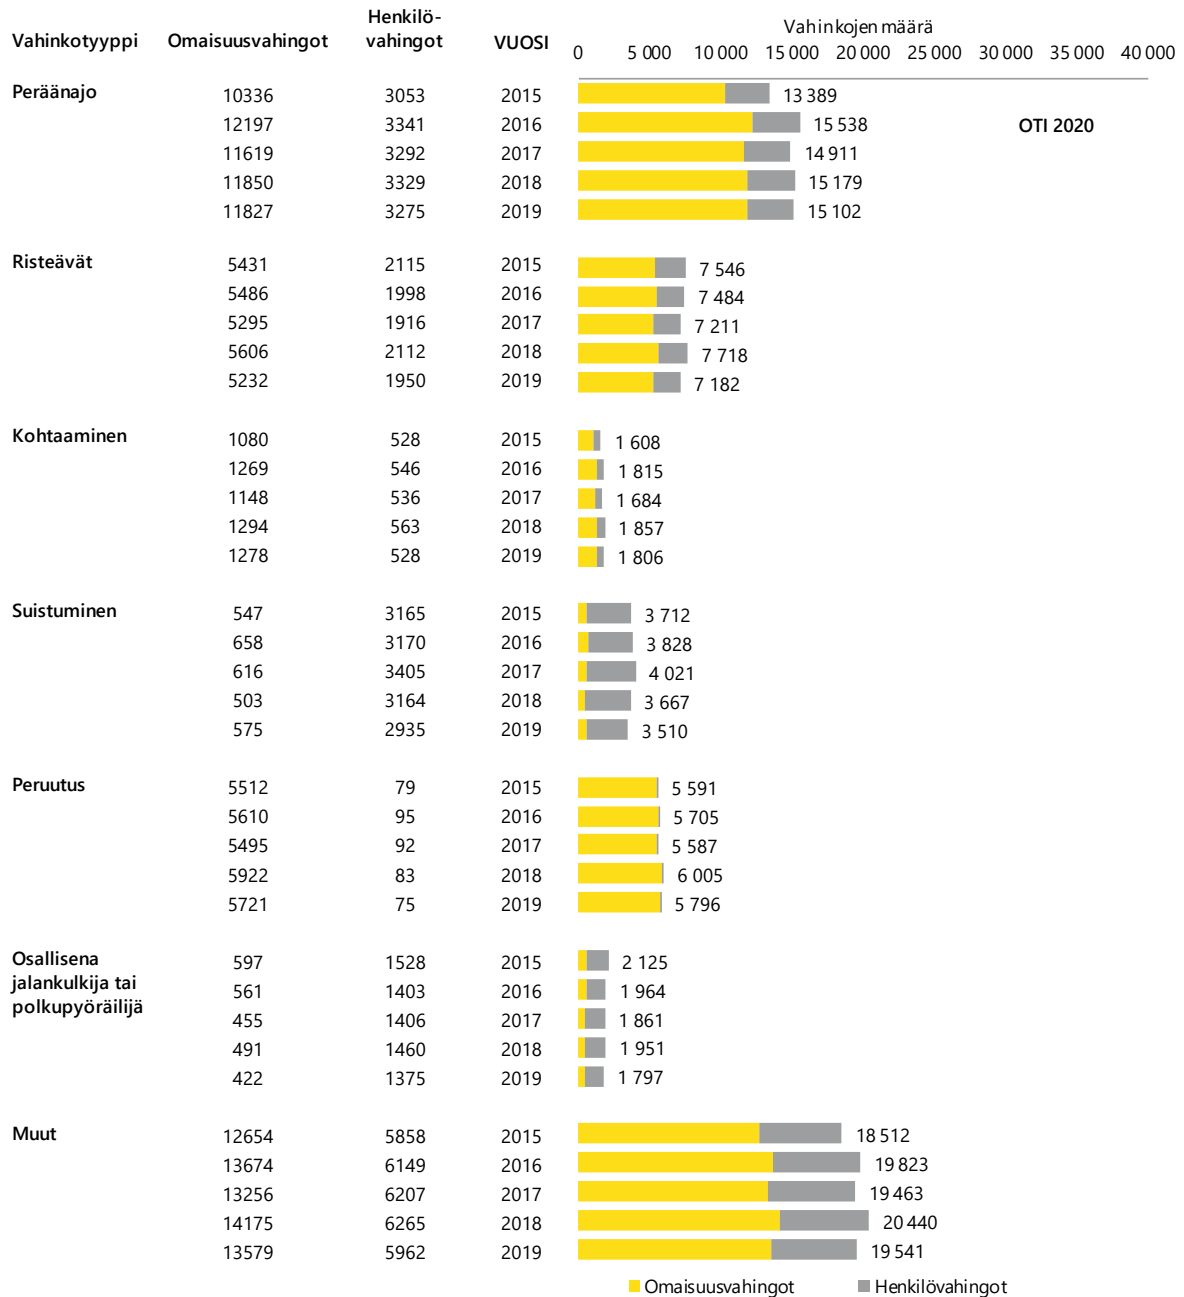 Vahinkotyyppi Omaisuusvahingot Henkilö-vahingot VUOSI Vahinkojen määrä
0 5 000 10 000 15 000 20 000 25 000 30 000 35 000 40 000
Peräänajo 10336 3053 2015 13 389
12197 3341 2016 15 538 OTI 2020
11619 3292 2017 14 911
11850 3329 2018 15 179
11827 3275 2019 15 102
Risteävät 5431 2115 2015 7 546
5486 1998 2016 7 484
5295 1916 2017 7 211
5606 2112 2018 7 718
5232 1950 2019 7 182
Kohtaaminen 1080 528 2015 1 608
1269 546 2016 1 815
1148 536 2017 1 684
1294 563 2018 1 857
1278 528 2019 1 806
Suistuminen 547 3165 2015 3 712
658 3170 2016 3 828
616 3405 2017 4 021
503 3164 2018 3 667
575 2935 2019 3 510
Peruutus 5512 79 2015 5 591
5610 95 2016 5 705
5495 92 2017 5 587
5922 83 2018 6 005
5721 75 2019 5 796
Osallisena 597 1528 2015 2 125
jalankulkija tai 561 1403 2016 1 964
polkupyöräilijä 455 1406 2017 1 861
491 1460 2018 1 951
422 1375 2019 1 797
Muut 12654 5858 2015 18 512
13674 6149 2016 19 823
13256 6207 2017 19 463
14175 6265 2018 20 440
13579 5962 2019 19 541
Omaisuusvahingot Henkilövahingot